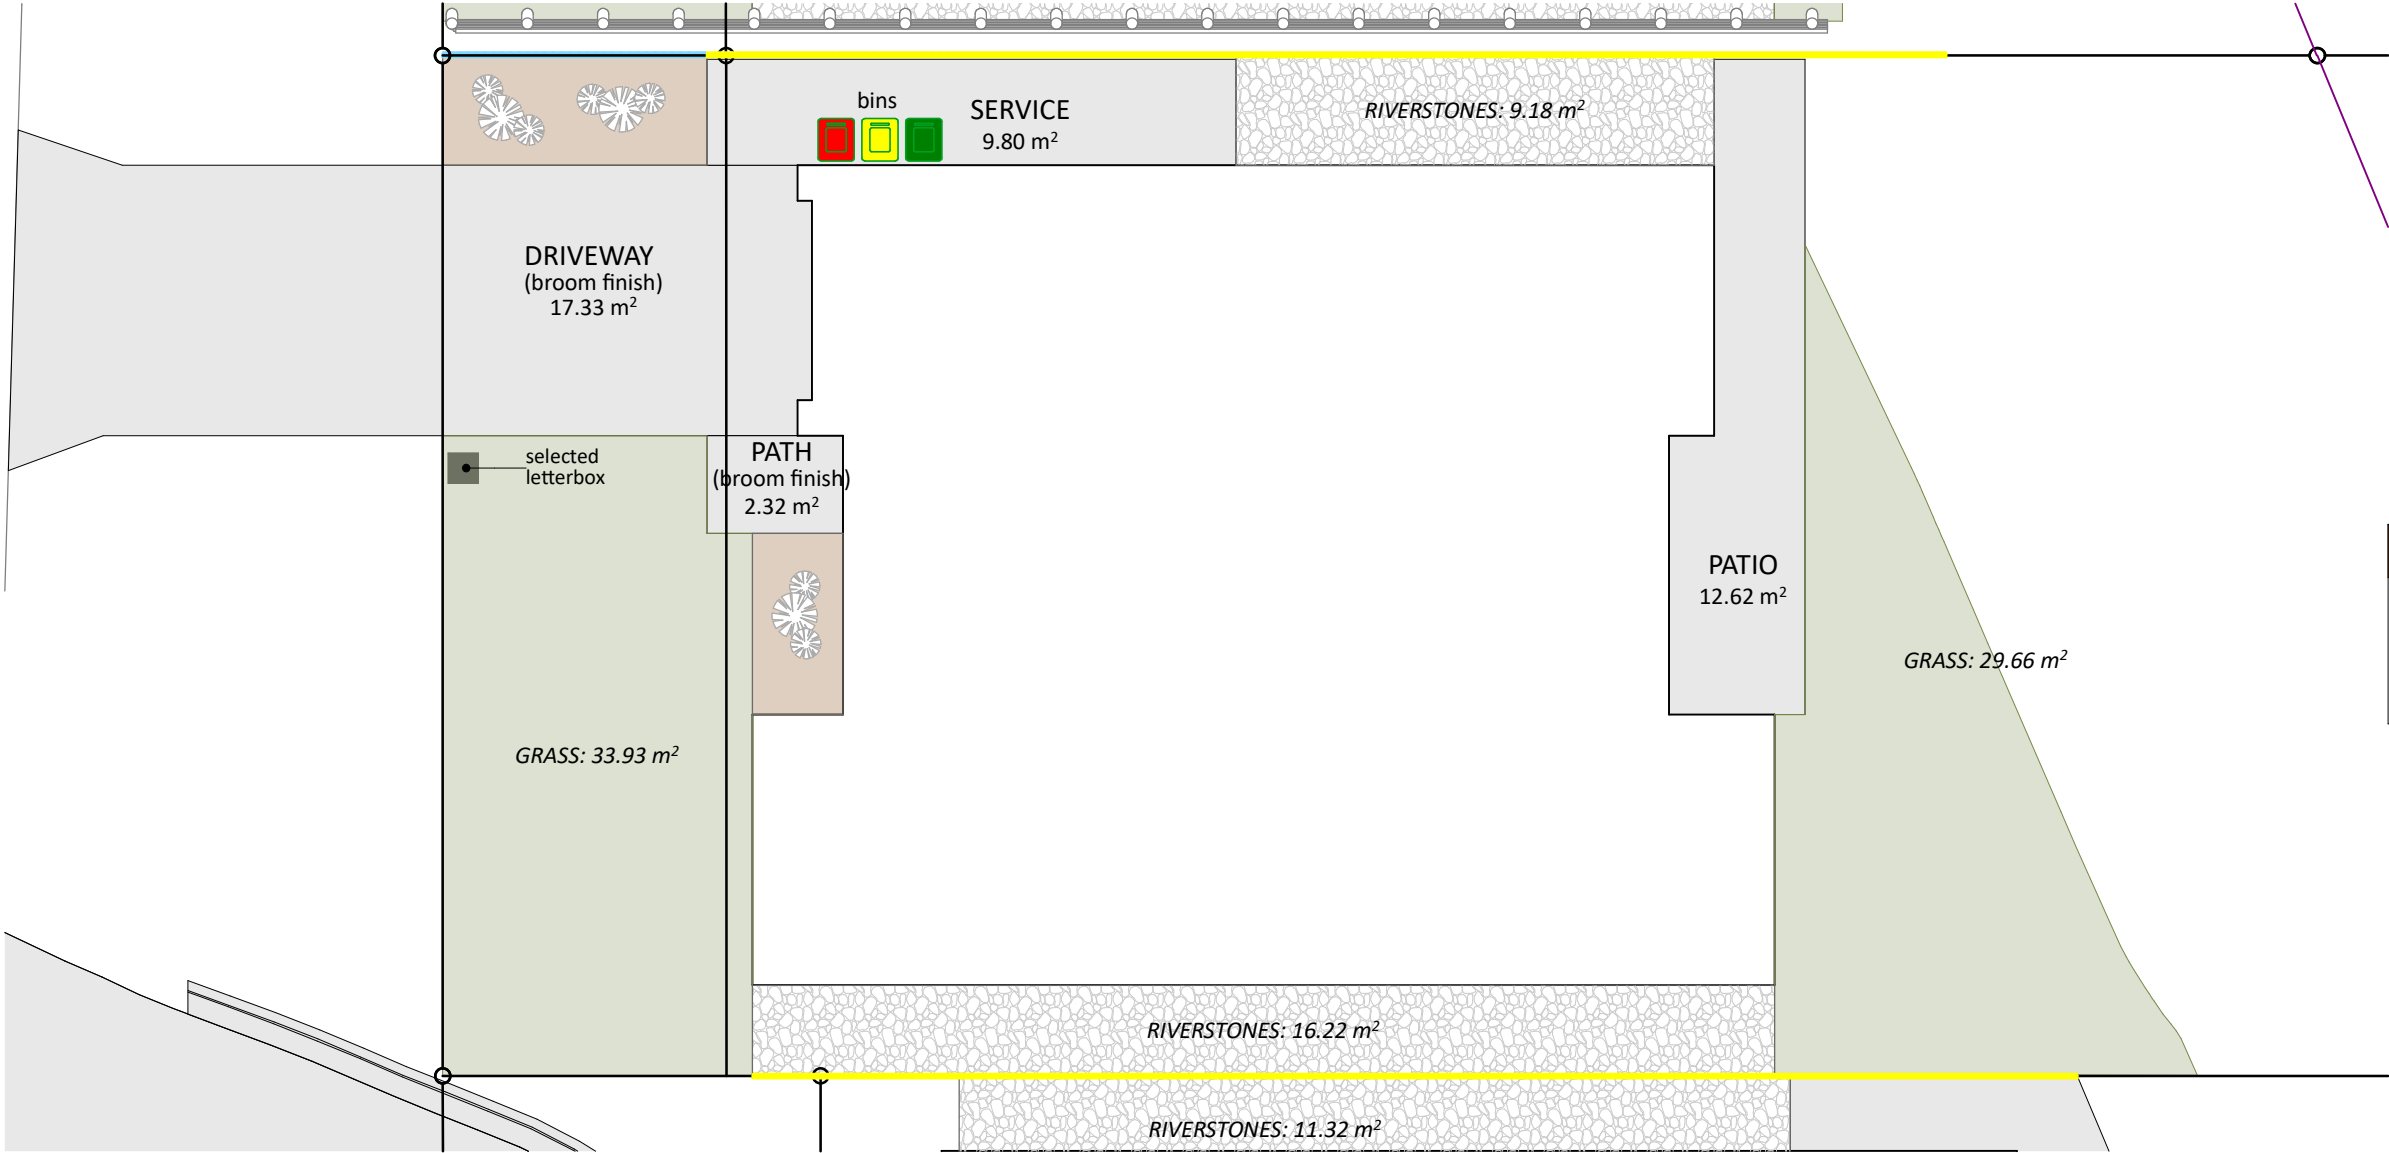 bins
SERVICE
9.80 m²
RIVERSTONES: 9.18 m²
DRIVEWAY
(broom finish)
17.33 m²
selected
letterbox
PATH
(broom finish)
2.32 m²
PATIO
12.62 m²
GRASS: 29.66 m²
GRASS: 33.93 m²
RIVERSTONES: 16.22 m²
RIVERSTONES: 11.32 m²